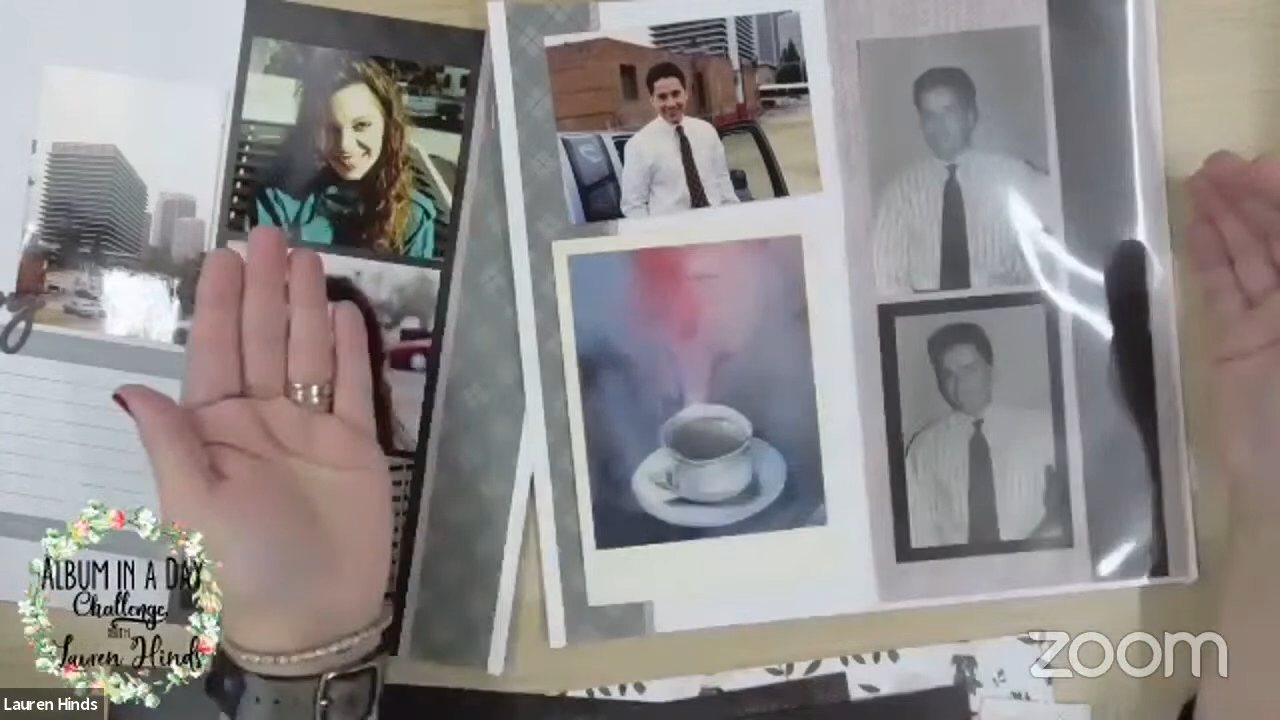 ALBUM IN A DAY
Challenge
WITH
Lauren Hinds
Lauren Hinds
zoom